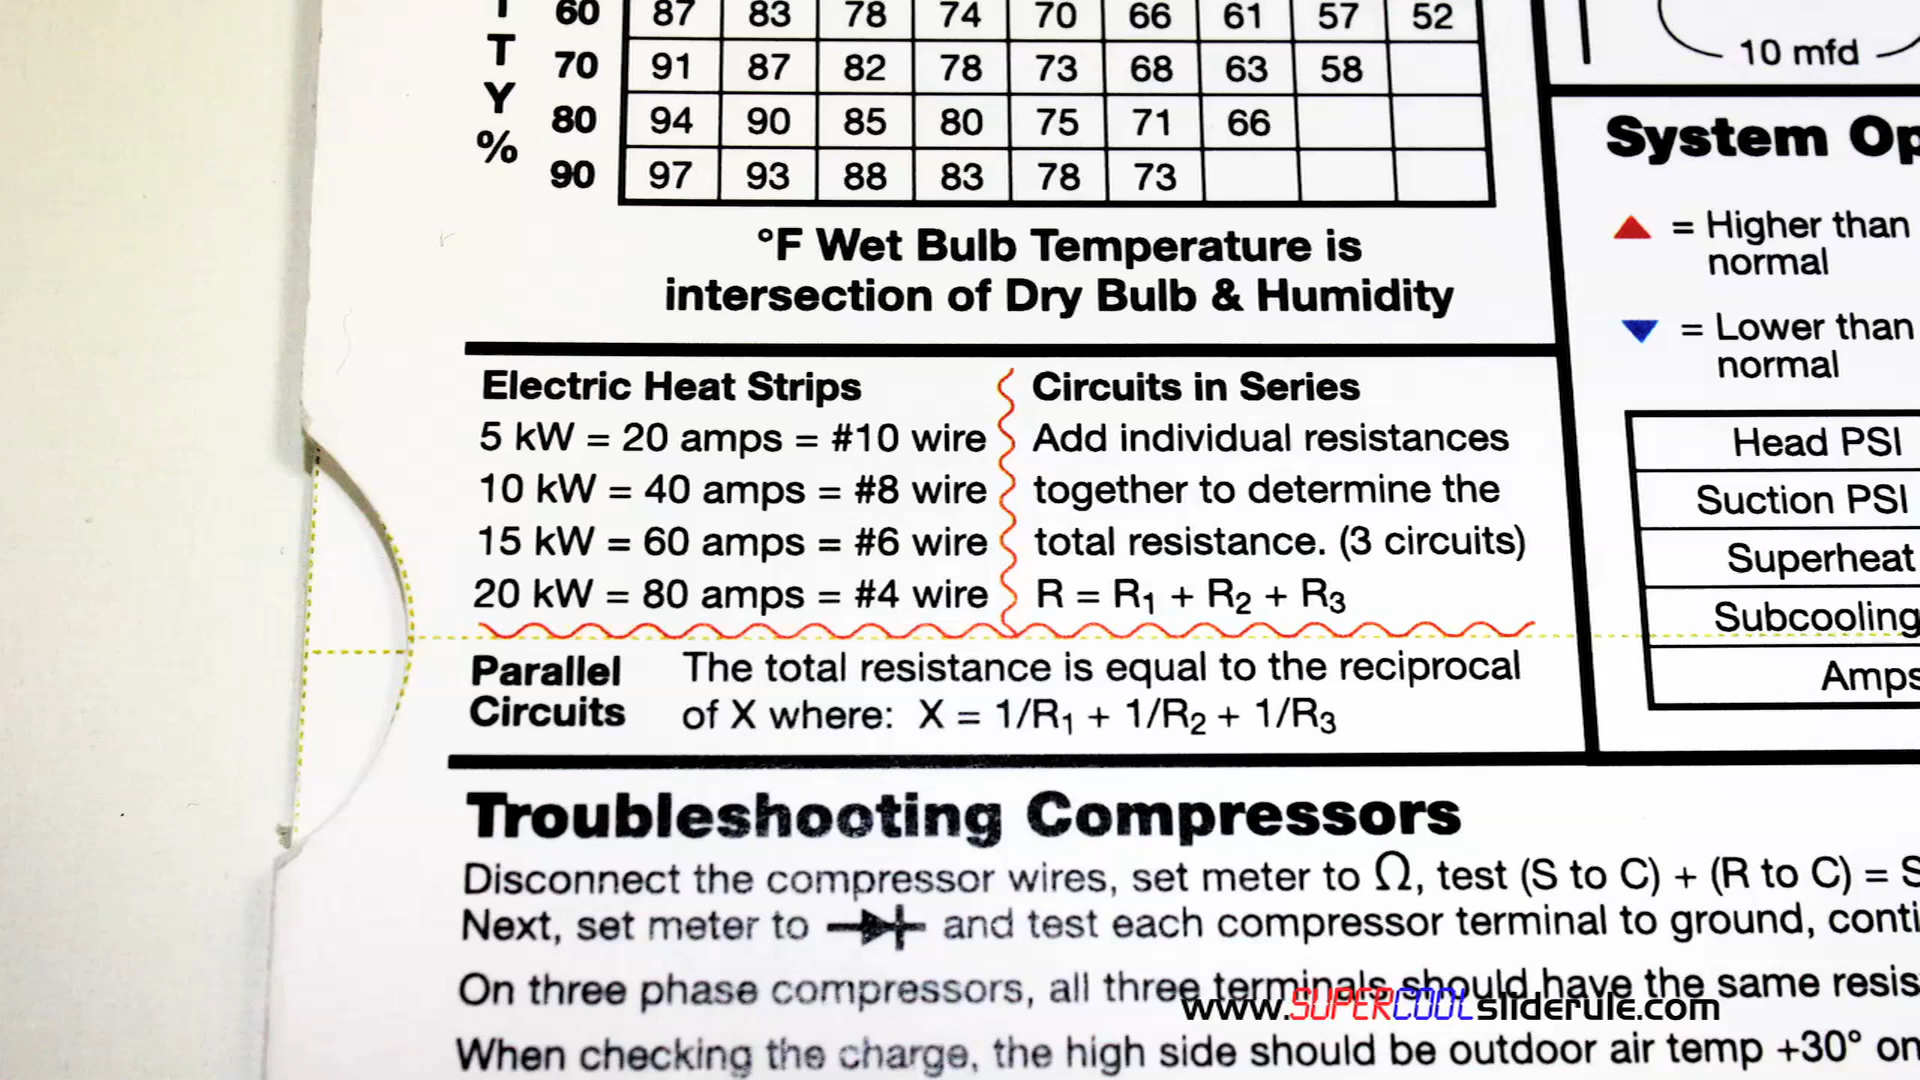 T 60 87 83 78 74 70 66 61 57 52
70 91 87 82 78 73 68 63 58
Y 80 94 90 85 80 75 71 66
% 90 97 93 88 83 78 73
°F Wet Bulb Temperature is
intersection of Dry Bulb & Humidity
Electric Heat Strips
5 kW = 20 amps = #10 wire
10 kW = 40 amps = #8 wire
15 kW = 60 amps = #6 wire
20 kW = 80 amps = #4 wire
Circuits in Series
Add individual resistances
together to determine the
total resistance. (3 circuits)
R = R1 + R2 + R3
Parallel
Circuits
The total resistance is equal to the reciprocal
of X where: X = 1/R1 + 1/R2 + 1/R3
10 mfd
System Op
▲ = Higher than
normal
▼ = Lower than
normal
Head PSI
Suction PSI
Superheat
Subcooling
Amps
Troubleshooting Compressors
Disconnect the compressor wires, set meter to Ω, test (S to C) + (R to C) = S
Next, set meter to and test each compressor terminal to ground, conti
On three phase compressors, all three terminals should have the same resis
When checking the charge, the high side should be outdoor air temp +30° on
www.SUPERCOOLsliderule.com